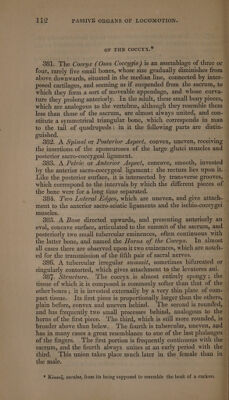 112 PASSIVE ORGANS OF LOCOMOTION.
OF THE COCCYX.*
381. The Coccyx (Ossa Coccygis) is an assemblage of three or
four, rarely five small bones, whose size gradually diminishes from
above downwards, situated in the median line, connected by inter-
posed cartilages, and seeming as if suspended from the sacrum, to
which they form a sort of moveable appendage, and whose curva-
ture they prolong anteriorly. In the adult, these small bony pieces,
which are analogous to the vertebræ, although they resemble them
less than those of the sacrum, are almost always united, and con-
stitute a symmetrical triangular bone, which corresponds in man
to the tail of quadrupeds: in it the following parts are distin-
guished.
382. A Spinal or Posterior Aspect, convex, uneven, receiving
the insertions of the aponeuroses of the large glutei muscles and
posterior sacro-coccygeal ligament.
383. A Pelvic or Anterior Aspect, concave, smooth, invested
by the anterior sacro-coccygeal ligament: the rectum lies upon it.
Like the posterior surface, it is intersected by transverse grooves,
which correspond to the intervals by which the different pieces of
the bone were for a long time separated.
384. Two Lateral Edges, which are uneven, and give attach-
ment to the anterior sacro-sciatic ligaments and the ischio-coccygei
muscles.
385. A Base directed upwards, and presenting anteriorly an
oval, concave surface, articulated to the summit of the sacrum, and
posteriorly two small tubercular eminences, often continuous with
the latter bone, and named the Horns of the Coccyx. In almost
all cases there are observed upon it two eminences, which are notch-
ed for the transmission of the fifth pair of sacral nerves.
386. A tubercular irregular summit, sometimes bifurcated or
singularly contorted, which gives attachment to the levatores ani.
387. Structure. The coccyx is almost entirely spongy; the
tissue of which it is composed is commonly softer than that of the
other bones; it is invested externally by a very thin plate of com-
pact tissue. Its first piece is proportionally larger than the others,
plain before, convex and uneven behind. The second is rounded,
and has frequently two small processes behind, analogous to the
horns of the first piece. The third, which is still more rounded, is
broader above than below. The fourth is tubercular, uneven, and
has in many cases a great resemblance to one of the last phalanges
of the fingers. The first portion is frequently continuous with the
sacrum, and the fourth always unites at an early period with the
third. This union takes place much later in the female than in
the male.
* Κόκκυξ, cuculus, from its being supposed to resemble the beak of a cuckoo.